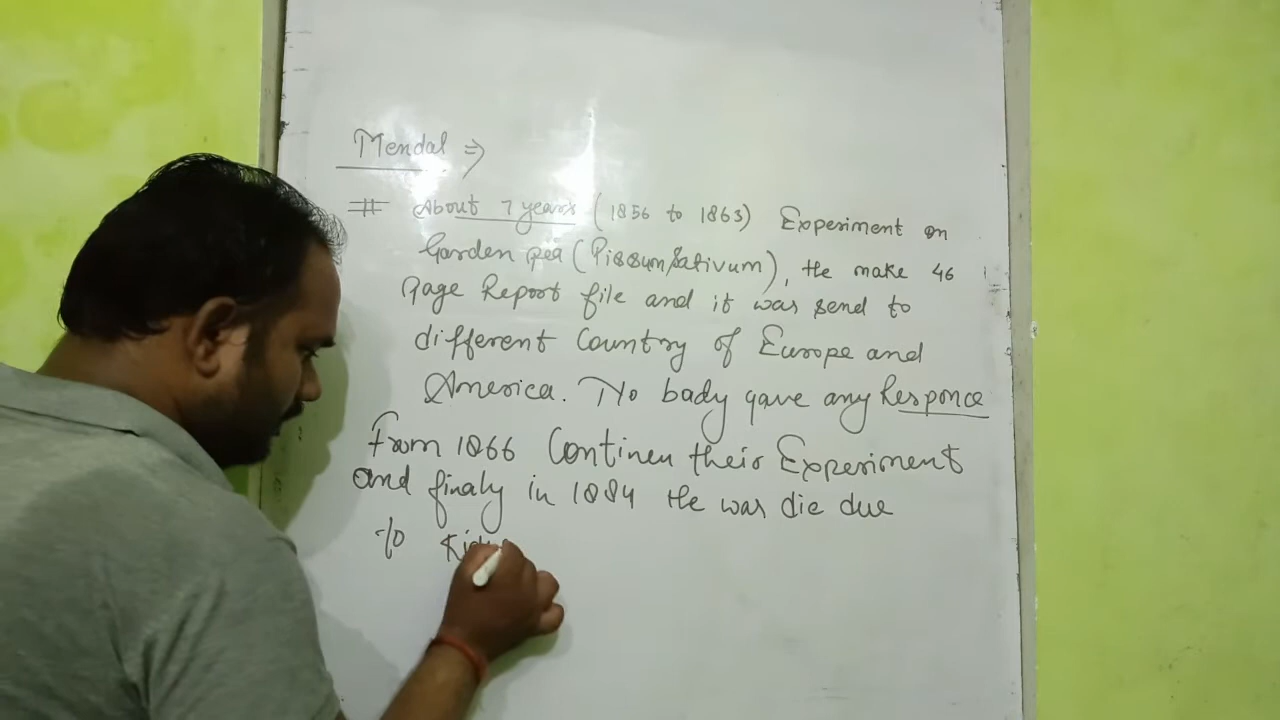 Mendal ⇒
# About 7 years (1856 to 1863) Experiment on
Garden pea (Pissum Sativum), He make 46
Page Report file and it was send to
different Country of Europe and
America. No bady gave any Responce
From 1866 Contineu their Experiment
and finaly in 1884 He was die due
to